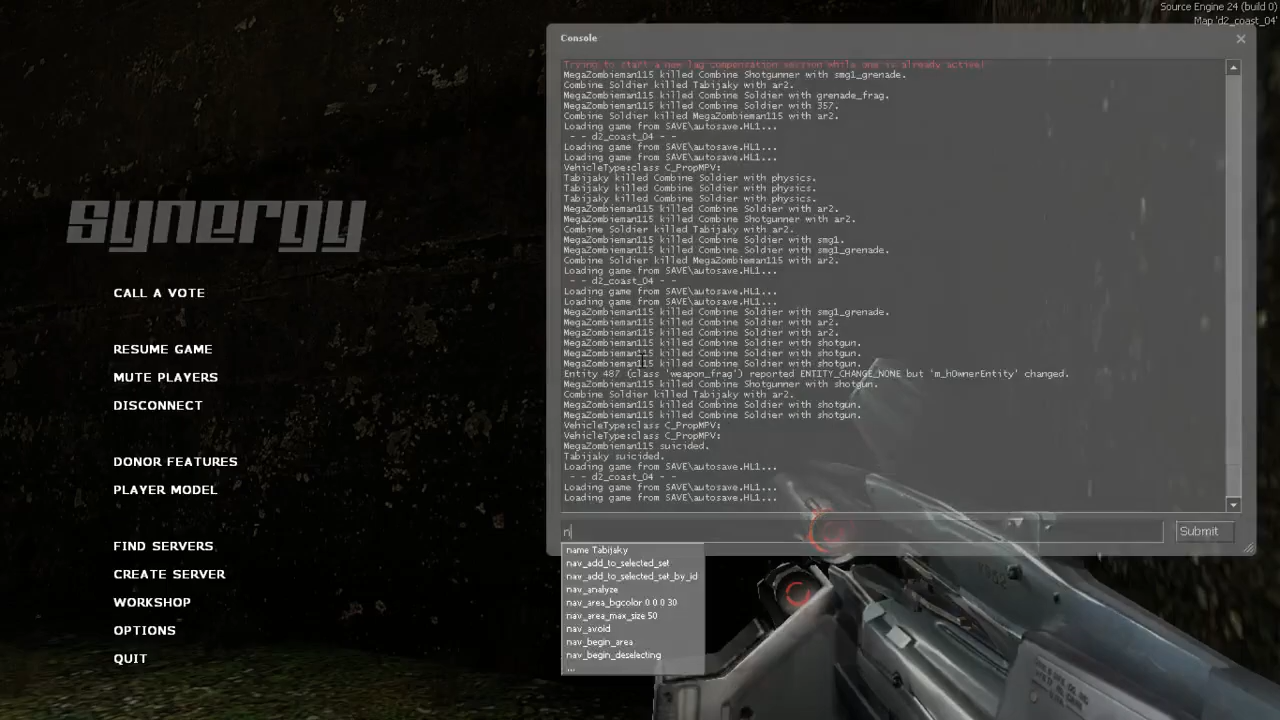 Source Engine 24 (build 0)
Map 'd2_coast_04'
Console
Trying to start a new lag compensation session while one is already active!
MegaZombieman115 killed Combine Shotgunner with smg1_grenade.
Combine Soldier killed Tabijaky with ar2.
MegaZombieman115 killed Combine Soldier with grenade_frag.
MegaZombieman115 killed Combine Soldier with 357.
Combine Soldier killed MegaZombieman115 with ar2.
Loading game from SAVE\autosave.HL1...
- - d2_coast_04 - -
Loading game from SAVE\autosave.HL1...
Loading game from SAVE\autosave.HL1...
VehicleType:class C_PropMPV:
Tabijaky killed Combine Soldier with physics.
Tabijaky killed Combine Soldier with physics.
Tabijaky killed Combine Soldier with physics.
MegaZombieman115 killed Combine Soldier with ar2.
MegaZombieman115 killed Combine Shotgunner with ar2.
Combine Soldier killed Tabijaky with ar2.
MegaZombieman115 killed Combine Soldier with smg1.
MegaZombieman115 killed Combine Soldier with smg1_grenade.
Combine Soldier killed MegaZombieman115 with ar2.
Loading game from SAVE\autosave.HL1...
- - d2_coast_04 - -
Loading game from SAVE\autosave.HL1...
Loading game from SAVE\autosave.HL1...
MegaZombieman115 killed Combine Soldier with smg1_grenade.
MegaZombieman115 killed Combine Soldier with ar2.
MegaZombieman115 killed Combine Soldier with ar2.
MegaZombieman115 killed Combine Soldier with shotgun.
MegaZombieman115 killed Combine Soldier with shotgun.
MegaZombieman115 killed Combine Soldier with shotgun.
Entity 487 (class 'weapon_frag') reported ENTITY_CHANGE_NONE but 'm_hOwnerEntity' changed.
MegaZombieman115 killed Combine Shotgunner with shotgun.
Combine Soldier killed Tabijaky with ar2.
MegaZombieman115 killed Combine Soldier with shotgun.
MegaZombieman115 killed Combine Soldier with shotgun.
VehicleType:class C_PropMPV:
VehicleType:class C_PropMPV:
MegaZombieman115 suicided.
Tabijaky suicided.
Loading game from SAVE\autosave.HL1...
- - d2_coast_04 - -
Loading game from SAVE\autosave.HL1...
Loading game from SAVE\autosave.HL1...
n
Submit
name Tabijaky
nav_add_to_selected_set
nav_add_to_selected_set_by_id
nav_analyze
nav_area_bgcolor 0 0 0 30
nav_area_max_size 50
nav_avoid
nav_begin_area
nav_begin_deselecting
...
synergy
CALL A VOTE
RESUME GAME
MUTE PLAYERS
DISCONNECT
DONOR FEATURES
PLAYER MODEL
FIND SERVERS
CREATE SERVER
WORKSHOP
OPTIONS
QUIT